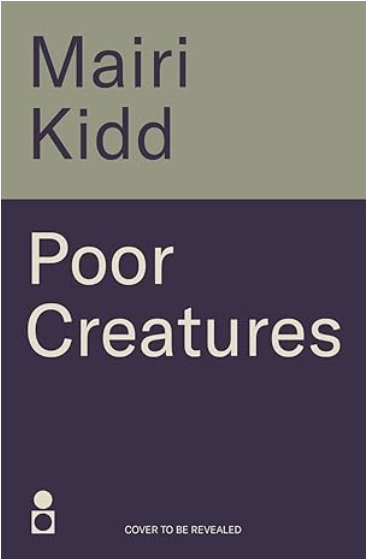 Mairi
Kidd
Poor
Creatures
COVER TO BE REVEALED